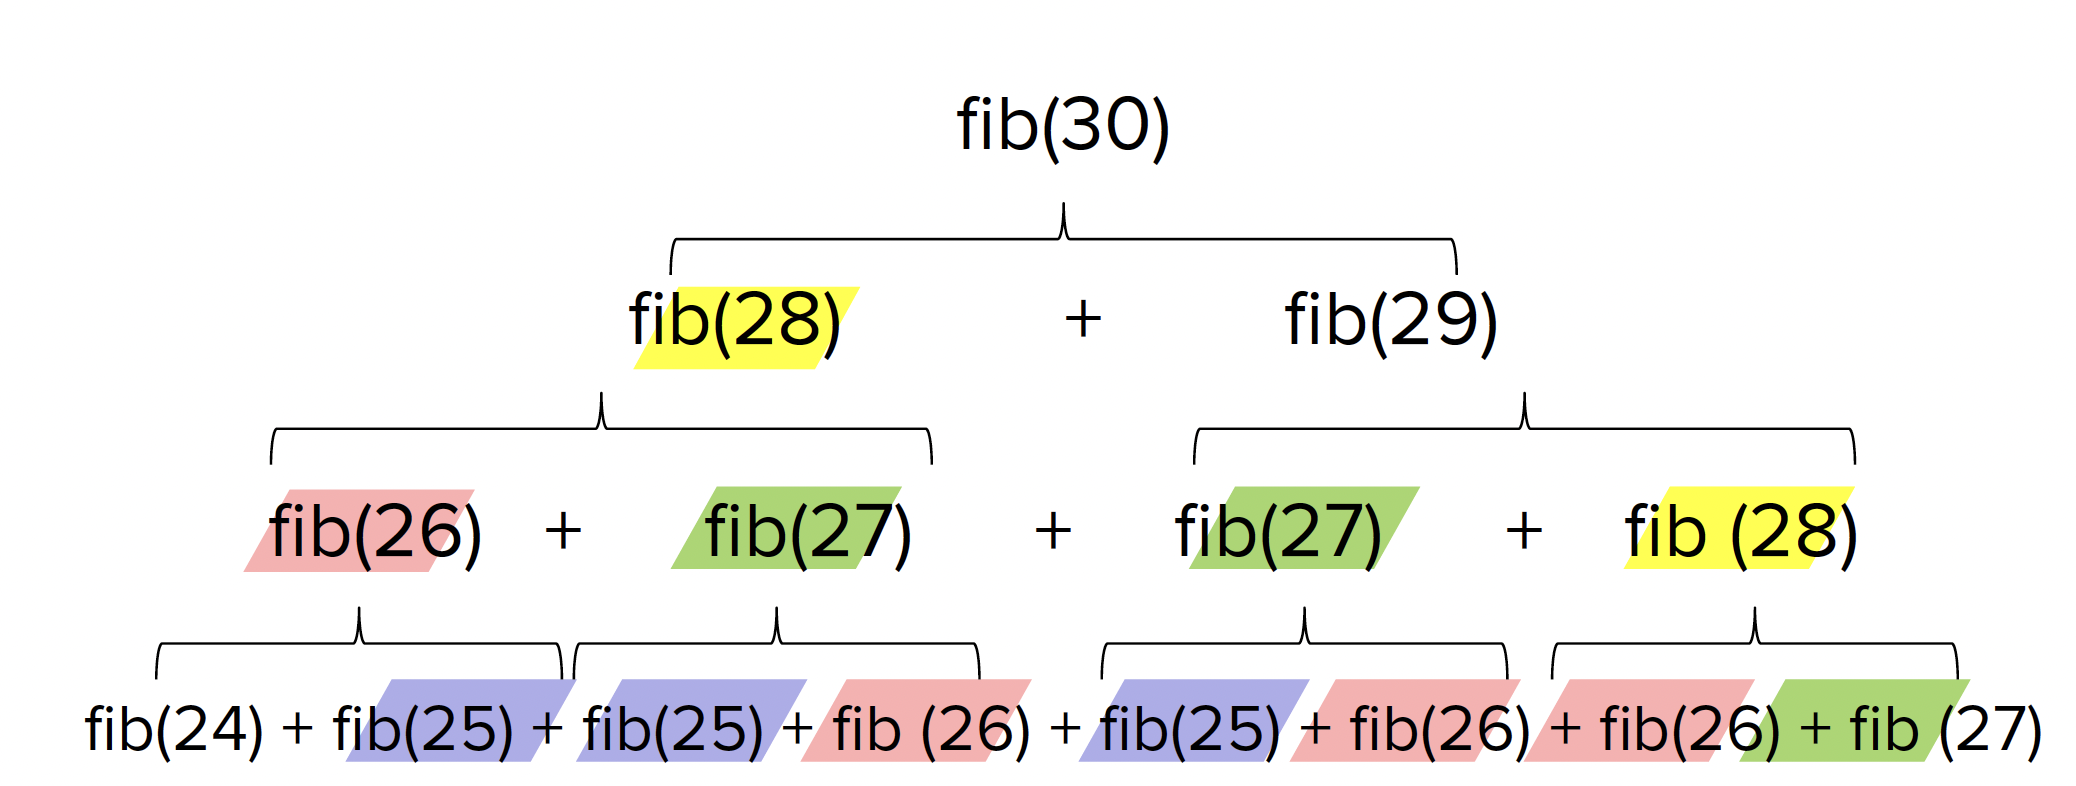 fib(30)
fib(28) + fib(29)
fib(26) + fib(27) + fib(27) + fib (28)
fib(24) + fib(25) + fib(25) + fib (26) + fib(25) + fib(26) + fib(26) + fib (27)